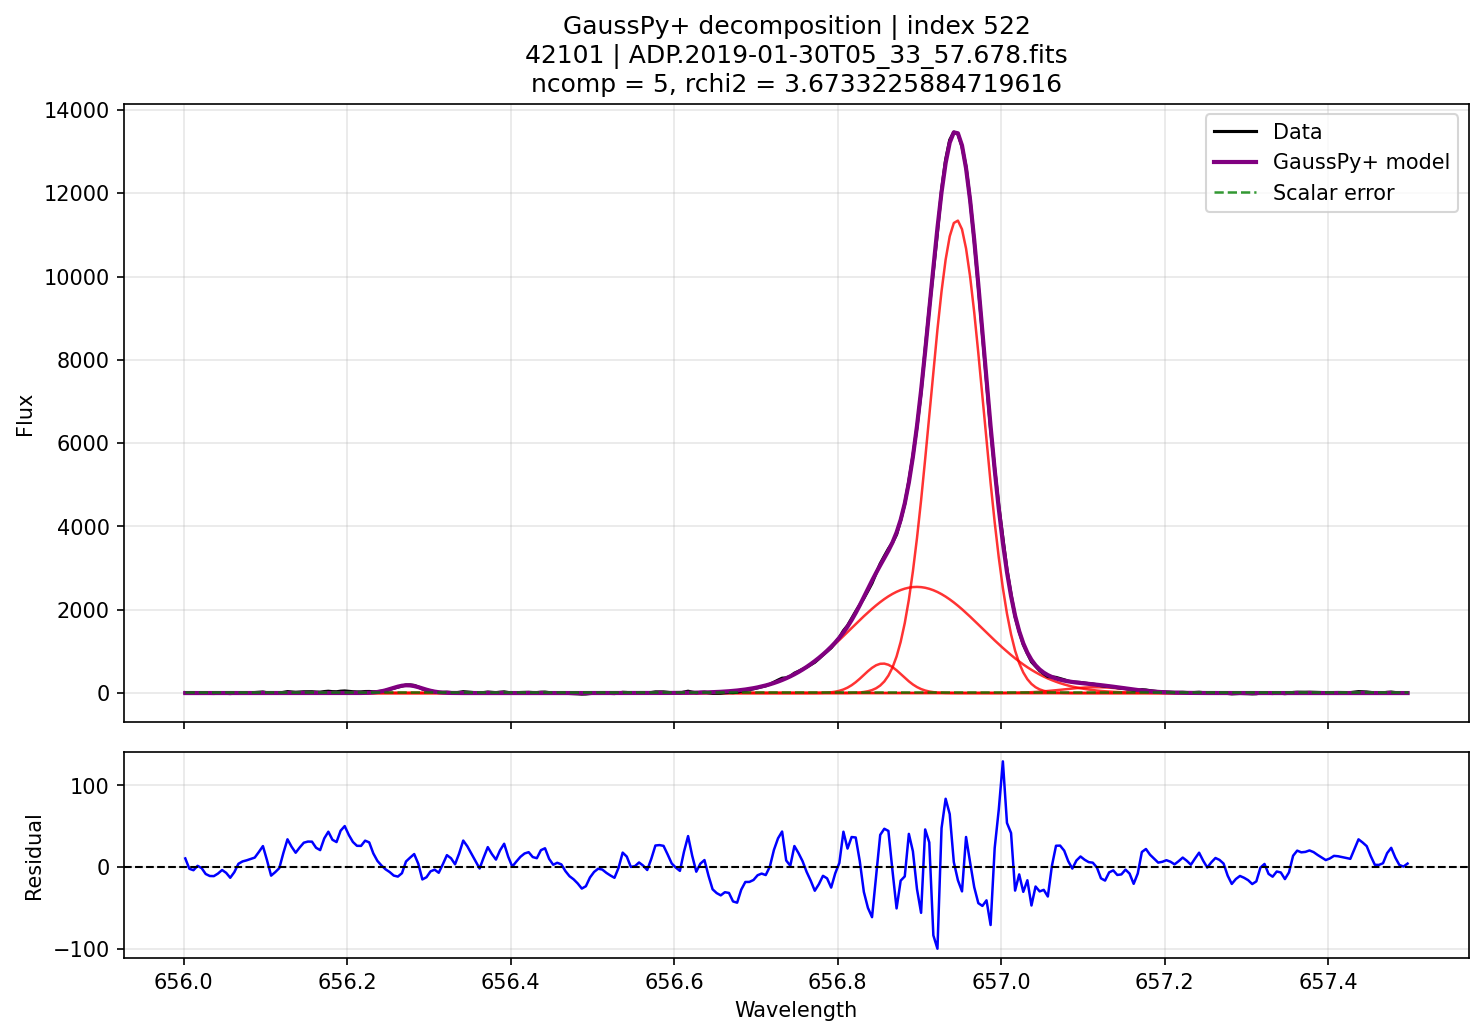 GaussPy+ decomposition | index 522
42101 | ADP.2019-01-30T05_33_57.678.fits
ncomp = 5, rchi2 = 3.6733225884719616
14000
12000
10000
8000
6000
4000
2000
0
Flux
Data
GaussPy+ model
Scalar error
100
0
−100
Residual
656.0
656.2
656.4
656.6
656.8
657.0
657.2
657.4
Wavelength